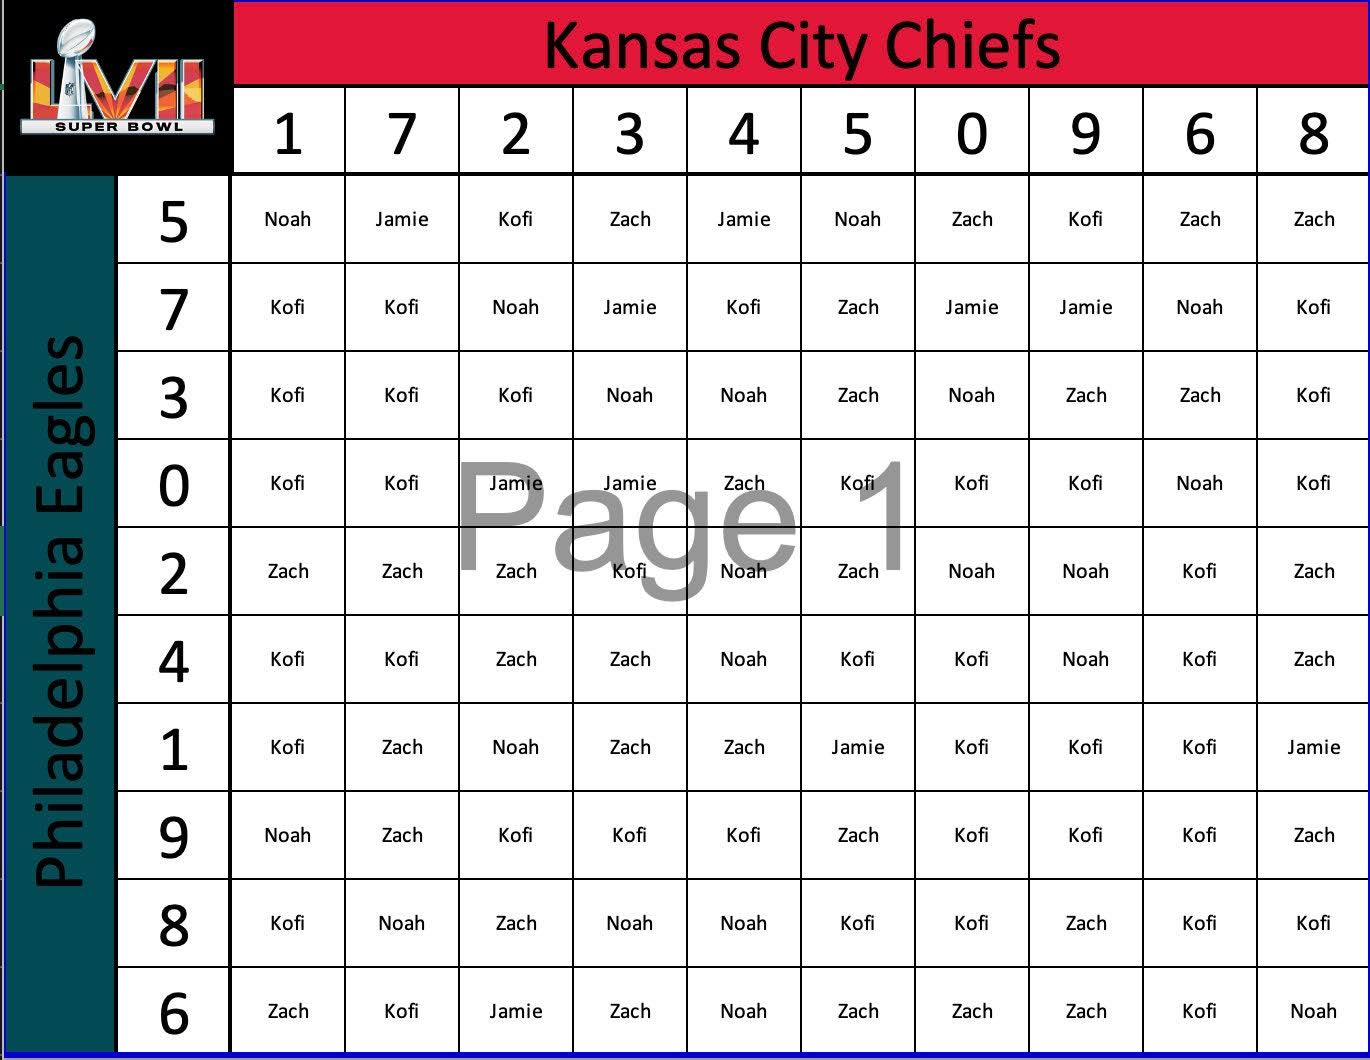 LVII
SUPER BOWL
Kansas City Chiefs
1 7 2 3 4 5 0 9 6 8
Philadelphia Eagles
5 Noah Jamie Kofi Zach Jamie Noah Zach Kofi Zach Zach
7 Kofi Kofi Noah Jamie Kofi Zach Jamie Jamie Noah Kofi
3 Kofi Kofi Kofi Noah Noah Zach Noah Zach Zach Kofi
0 Kofi Kofi Jamie Jamie Zach Kofi Kofi Kofi Noah Kofi
Page 1
2 Zach Zach Zach Kofi Noah Zach Noah Noah Kofi Zach
4 Kofi Kofi Zach Zach Noah Kofi Kofi Noah Kofi Zach
1 Kofi Zach Noah Zach Zach Jamie Kofi Kofi Kofi Jamie
9 Noah Zach Kofi Kofi Kofi Zach Kofi Kofi Kofi Zach
8 Kofi Noah Zach Noah Noah Kofi Kofi Zach Kofi Kofi
6 Zach Kofi Jamie Zach Noah Zach Zach Zach Kofi Noah